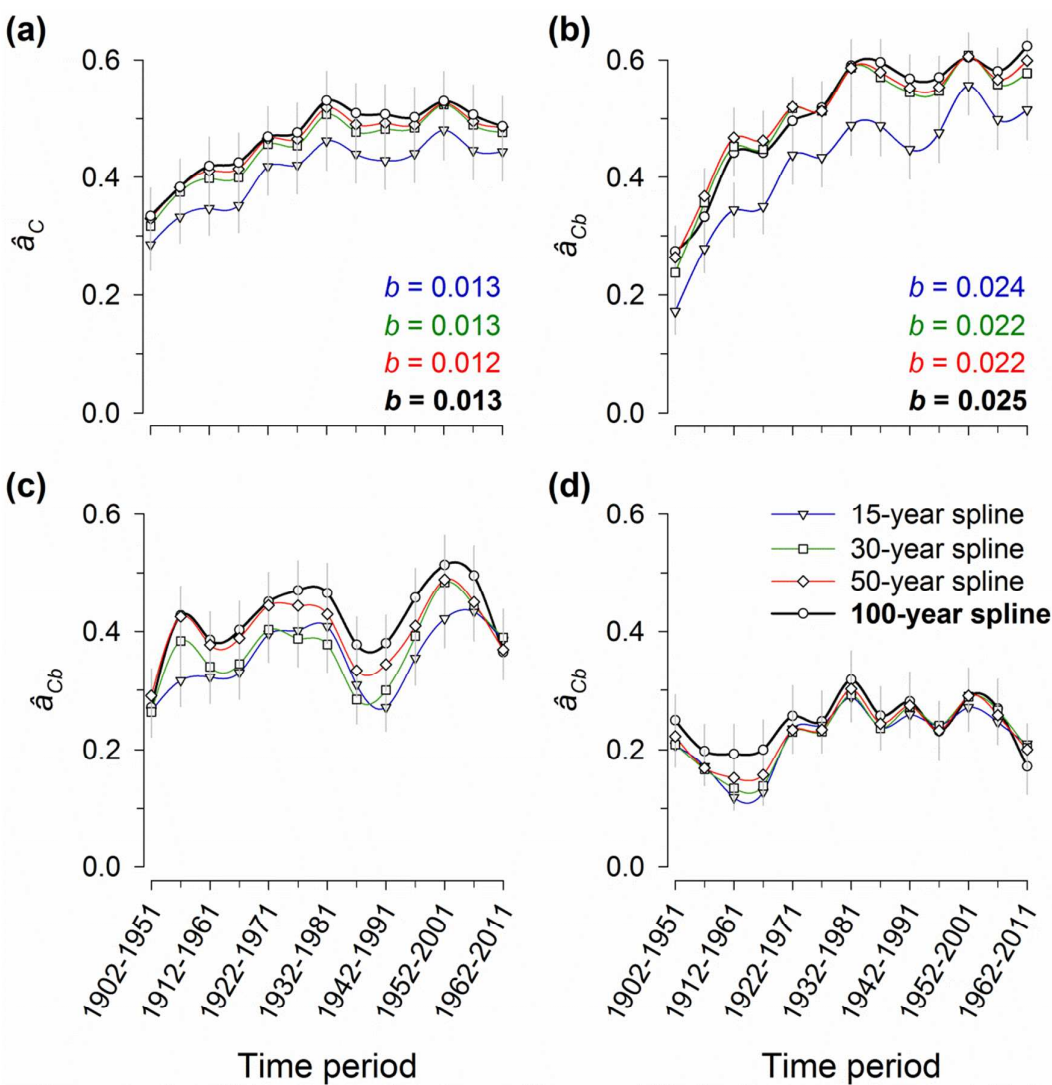 (a)
(b)
0.6
0.4
0.2
0.0
â_C
b = 0.013
b = 0.013
b = 0.012
b = 0.013
0.6
0.4
0.2
0.0
â_Cb
b = 0.024
b = 0.022
b = 0.022
b = 0.025
(c)
(d)
0.6
0.4
0.2
0.0
â_Cb
0.6
0.4
0.2
0.0
â_Cb
15-year spline
30-year spline
50-year spline
100-year spline
1902-1951
1912-1961
1922-1971
1932-1981
1942-1991
1952-2001
1962-2011
Time period
1902-1951
1912-1961
1922-1971
1932-1981
1942-1991
1952-2001
1962-2011
Time period